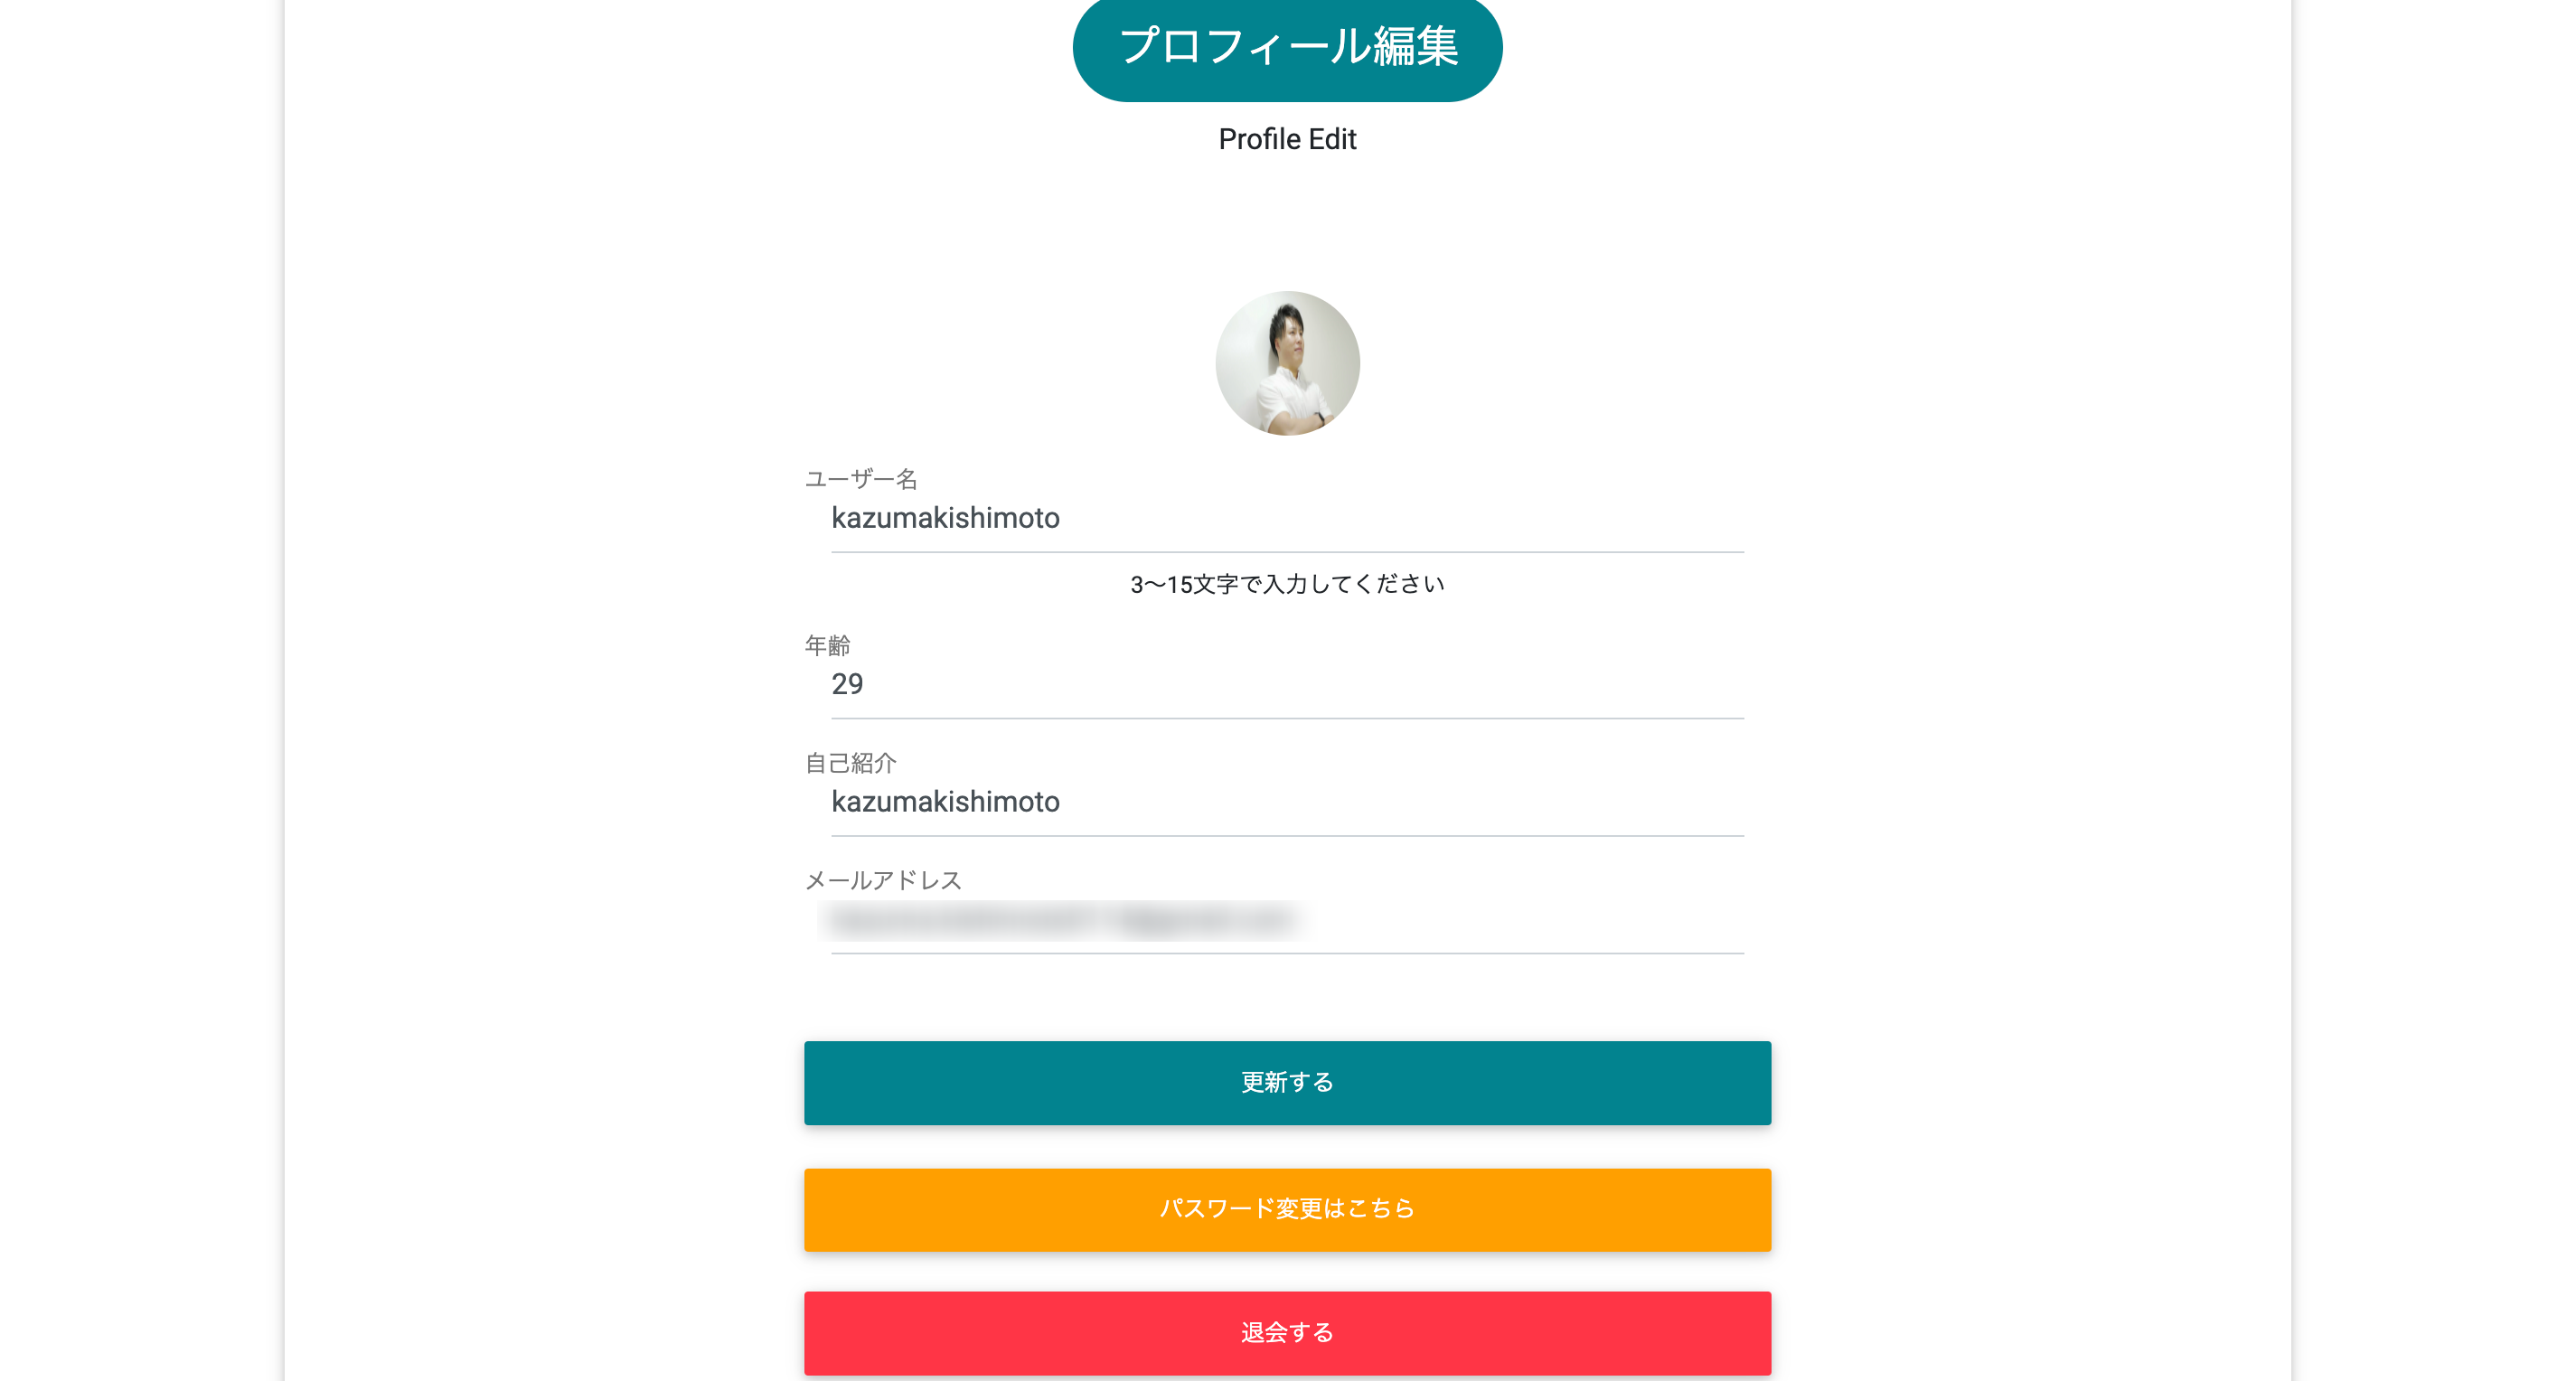 プロフィール編集
Profile Edit
ユーザー名
kazumakishimoto
3〜15文字で入力してください
年齢
29
自己紹介
kazumakishimoto
メールアドレス
更新する
パスワード変更はこちら
退会する